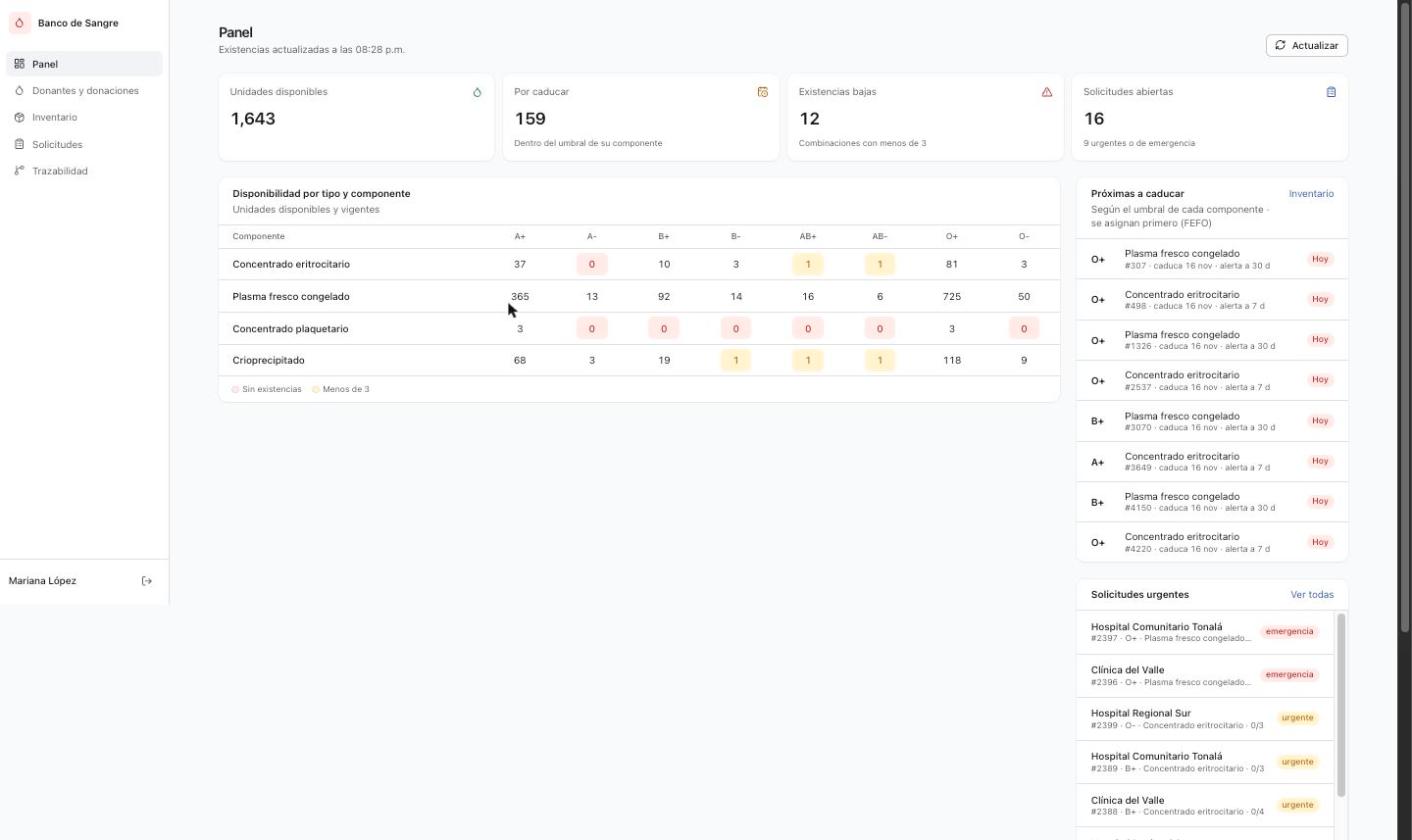 Banco de Sangre
Panel
Donantes y donaciones
Inventario
Solicitudes
Trazabilidad
Mariana López
Panel
Existencias actualizadas a las 08:28 p.m.
Actualizar
Unidades disponibles
1,643
Por caducar
159
Dentro del umbral de su componente
Existencias bajas
12
Combinaciones con menos de 3
Solicitudes abiertas
16
9 urgentes o de emergencia
Disponibilidad por tipo y componente
Unidades disponibles y vigentes
Componente A+ A- B+ B- AB+ AB- O+ O-
Concentrado eritrocitario 37 0 10 3 1 1 81 3
Plasma fresco congelado 365 13 92 14 16 6 725 50
Concentrado plaquetario 3 0 0 0 0 0 3 0
Crioprecipitado 68 3 19 1 1 1 118 9
Sin existencias Menos de 3
Próximas a caducar Inventario
Según el umbral de cada componente ·
se asignan primero (FEFO)
O+ Plasma fresco congelado Hoy
#307 · caduca 16 nov · alerta a 30 d
O+ Concentrado eritrocitario Hoy
#498 · caduca 16 nov · alerta a 7 d
O+ Plasma fresco congelado Hoy
#1326 · caduca 16 nov · alerta a 30 d
O+ Concentrado eritrocitario Hoy
#2537 · caduca 16 nov · alerta a 7 d
B+ Plasma fresco congelado Hoy
#3070 · caduca 16 nov · alerta a 30 d
A+ Concentrado eritrocitario Hoy
#3649 · caduca 16 nov · alerta a 7 d
B+ Plasma fresco congelado Hoy
#4150 · caduca 16 nov · alerta a 30 d
O+ Concentrado eritrocitario Hoy
#4220 · caduca 16 nov · alerta a 7 d
Solicitudes urgentes Ver todas
Hospital Comunitario Tonalá emergencia
#2397 · O+ · Plasma fresco congelado...
Clínica del Valle emergencia
#2396 · O+ · Plasma fresco congelado...
Hospital Regional Sur urgente
#2399 · O- · Concentrado eritrocitario · 0/3
Hospital Comunitario Tonalá urgente
#2389 · B+ · Concentrado eritrocitario · 0/3
Clínica del Valle urgente
#2388 · B+ · Concentrado eritrocitario · 0/4